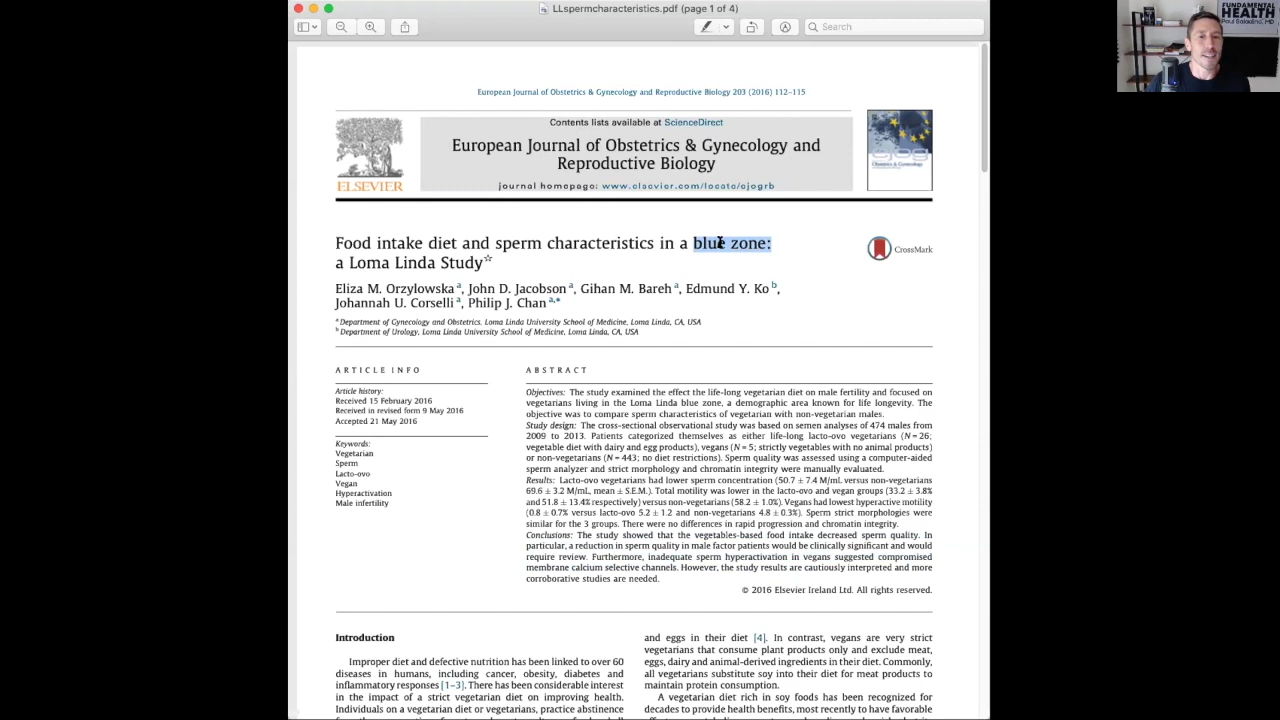 LLspermcharacteristics.pdf (page 1 of 4)
Search
FUNDAMENTAL
HEALTH
Paul Saladino, MD
European Journal of Obstetrics & Gynecology and Reproductive Biology 203 (2016) 112–115
Contents lists available at ScienceDirect
European Journal of Obstetrics & Gynecology and
Reproductive Biology
journal homepage: www.elsevier.com/locate/ejogrb
ELSEVIER
Food intake diet and sperm characteristics in a blue zone:
a Loma Linda Study☆
CrossMark
Eliza M. Orzylowska a, John D. Jacobson a, Gihan M. Bareh a, Edmund Y. Ko b,
Johannah U. Corselli a, Philip J. Chan a,*
a Department of Gynecology and Obstetrics, Loma Linda University School of Medicine, Loma Linda, CA, USA
b Department of Urology, Loma Linda University School of Medicine, Loma Linda, CA, USA
ARTICLE INFO
Article history:
Received 15 February 2016
Received in revised form 9 May 2016
Accepted 21 May 2016
Keywords:
Vegetarian
Sperm
Lacto-ovo
Vegan
Hyperactivation
Male infertility
ABSTRACT
Objectives: The study examined the effect the life-long vegetarian diet on male fertility and focused on
vegetarians living in the Loma Linda blue zone, a demographic area known for life longevity. The
objective was to compare sperm characteristics of vegetarian with non-vegetarian males.
Study design: The cross-sectional observational study was based on semen analyses of 474 males from
2009 to 2013. Patients categorized themselves as either life-long lacto-ovo vegetarians (N = 26;
vegetable diet with dairy and egg products), vegans (N = 5; strictly vegetables with no animal products)
or non-vegetarians (N = 443; no diet restrictions). Sperm quality was assessed using a computer-aided
sperm analyzer and strict morphology and chromatin integrity were manually evaluated.
Results: Lacto-ovo vegetarians had lower sperm concentration (50.7 ± 7.4 M/mL versus non-vegetarians
69.6 ± 3.2 M/mL, mean ± S.E.M.). Total motility was lower in the lacto-ovo and vegan groups (33.2 ± 3.8%
and 51.8 ± 13.4% respectively) versus non-vegetarians (58.2 ± 1.0%). Vegans had lowest hyperactive motility
(0.8 ± 0.7% versus lacto-ovo 5.2 ± 1.2 and non-vegetarians 4.8 ± 0.3%). Sperm strict morphologies were
similar for the 3 groups. There were no differences in rapid progression and chromatin integrity.
Conclusions: The study showed that the vegetables-based food intake decreased sperm quality. In
particular, a reduction in sperm quality in male factor patients would be clinically significant and would
require review. Furthermore, inadequate sperm hyperactivation in vegans suggested compromised
membrane calcium selective channels. However, the study results are cautiously interpreted and more
corroborative studies are needed.
© 2016 Elsevier Ireland Ltd. All rights reserved.
Introduction
Improper diet and defective nutrition has been linked to over 60
diseases in humans, including cancer, obesity, diabetes and
inflammatory responses [1–3]. There has been considerable interest
in the impact of a strict vegetarian diet on improving health.
Individuals on a vegetarian diet or vegetarians, practice abstinence
and eggs in their diet [4]. In contrast, vegans are very strict
vegetarians that consume plant products only and exclude meat,
eggs, dairy and animal-derived ingredients in their diet. Commonly,
all vegetarians substitute soy into their diet for meat products to
maintain protein consumption.
A vegetarian diet rich in soy foods has been recognized for
decades to provide health benefits, most recently to have favorable